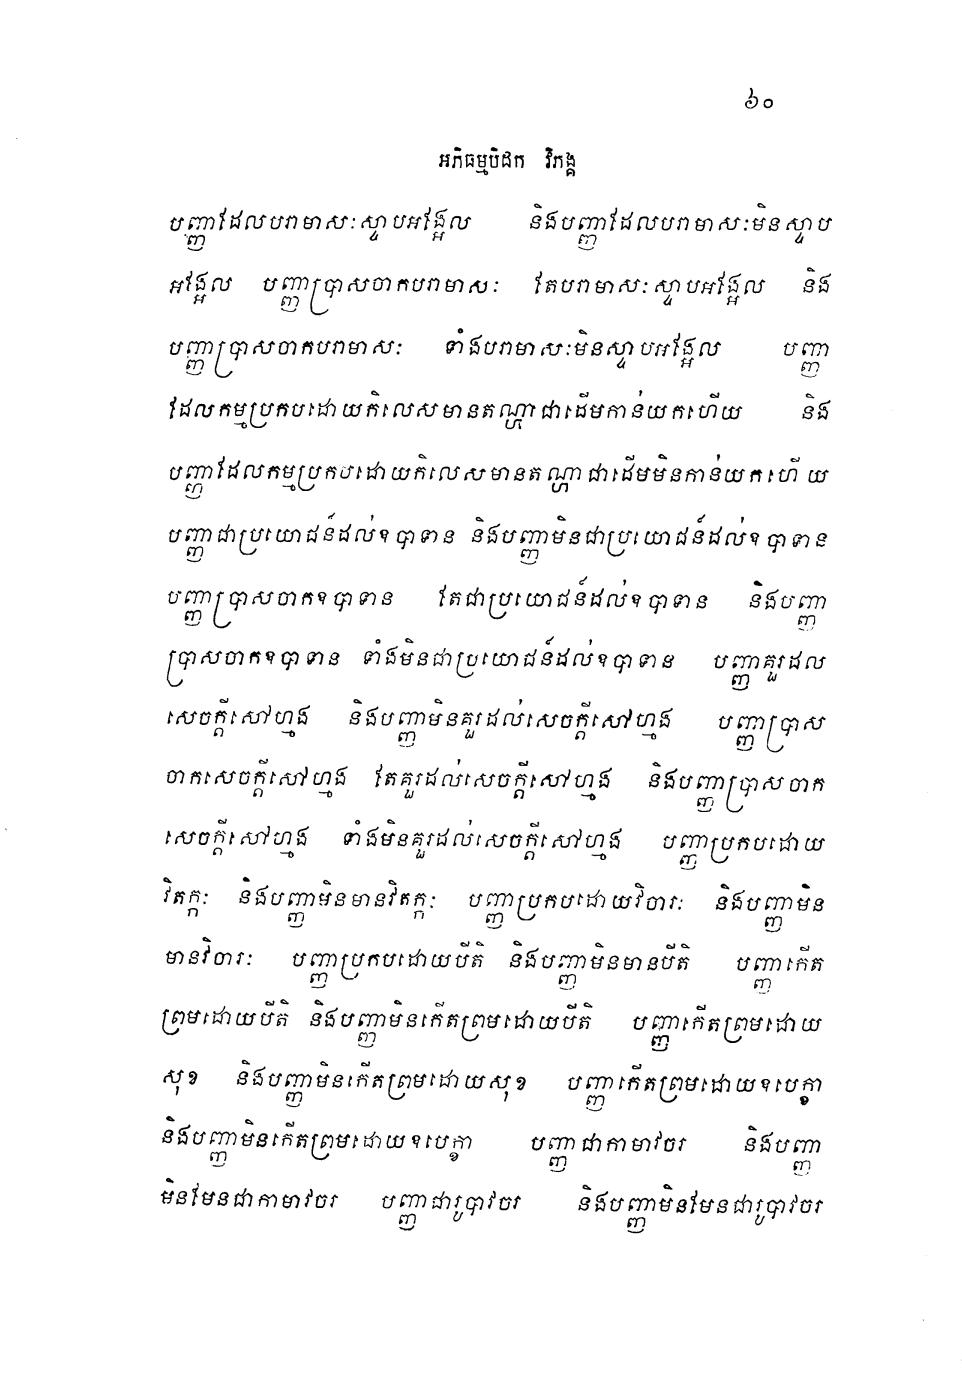 ៦០
អភិធម្មបិដក វិភង្គ
បញ្ញាដែលបរាមាសៈស្ទាបអង្អែល និងបញ្ញាដែលបរាមាសៈមិនស្ទាប
អង្អែល បញ្ញាប្រាសចាកបរាមាសៈ តែបរាមាសៈស្ទាបអង្អែល និង
បញ្ញាប្រាសចាកបរាមាសៈ ទាំងបរាមាសៈមិនស្ទាបអង្អែល បញ្ញា
ដែលកម្មប្រកបដោយកិលេសមានតណ្ហាជាដើមកាន់យកហើយ និង
បញ្ញាដែលកម្មប្រកបដោយកិលេសមានតណ្ហាជាដើមមិនកាន់យកហើយ
បញ្ញាជាប្រយោជន៍ដល់ឧបាទាន និងបញ្ញាមិនជាប្រយោជន៍ដល់ឧបាទាន
បញ្ញាប្រាសចាកឧបាទាន តែជាប្រយោជន៍ដល់ឧបាទាន និងបញ្ញា
ប្រាសចាកឧបាទាន ទាំងមិនជាប្រយោជន៍ដល់ឧបាទាន បញ្ញាគួរដល់
សេចក្តីសៅហ្មង និងបញ្ញាមិនគួរដល់សេចក្តីសៅហ្មង បញ្ញាប្រាស
ចាកសេចក្តីសៅហ្មង តែគួរដល់សេចក្តីសៅហ្មង និងបញ្ញាប្រាសចាក
សេចក្តីសៅហ្មង ទាំងមិនគួរដល់សេចក្តីសៅហ្មង បញ្ញាប្រកបដោយ
វិតក្កៈ និងបញ្ញាមិនមានវិតក្កៈ បញ្ញាប្រកបដោយវិចារៈ និងបញ្ញាមិន
មានវិចារៈ បញ្ញាប្រកបដោយបីតិ និងបញ្ញាមិនមានបីតិ បញ្ញាកើត
ព្រមដោយបីតិ និងបញ្ញាមិនកើតព្រមដោយបីតិ បញ្ញាកើតព្រមដោយ
សុខ និងបញ្ញាមិនកើតព្រមដោយសុខ បញ្ញាកើតព្រមដោយឧបេក្ខា
និងបញ្ញាមិនកើតព្រមដោយឧបេក្ខា បញ្ញាជាកាមាវចរ និងបញ្ញា
មិនមែនជាកាមាវចរ បញ្ញាជារូបាវចរ និងបញ្ញាមិនមែនជារូបាវចរ